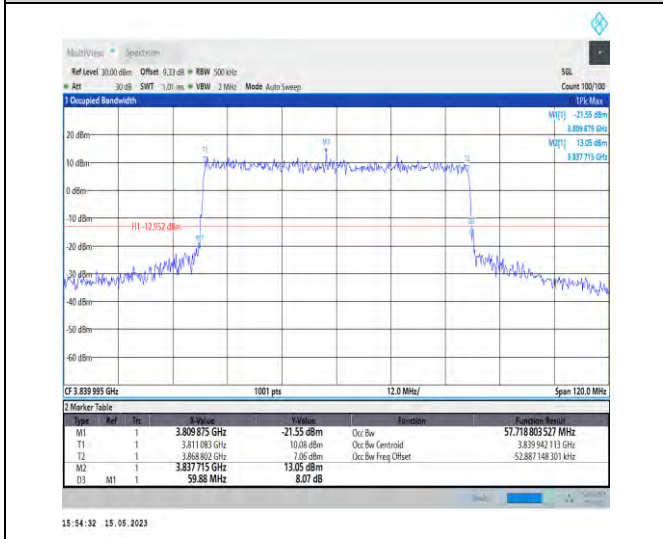 MultiView Spectrum
Ref Level 30.00 dBm Offset 9.33 dB RBW 500 kHz SGL
Att 30 dB SWT 1.01 ms VBW 2 MHz Mode Auto Sweep Count 100/100
1 Occupied Bandwidth 1Pk Max
M1[1] -21.55 dBm
3.809 875 GHz
M2[1] 13.05 dBm
3.837 715 GHz
20 dBm
T1 M2 T2
10 dBm
0 dBm
-10 dBm
H1 -12.952 dBm D3
-20 dBm M1
-30 dBm
-40 dBm
-50 dBm
-60 dBm
CF 3.839 995 GHz 1001 pts 12.0 MHz/ Span 120.0 MHz
2 Marker Table
Type Ref Trc X-Value Y-Value Function Function Result
M1 1 3.809 875 GHz -21.55 dBm Occ Bw 57.718 803 527 MHz
T1 1 3.811 083 GHz 10.08 dBm Occ Bw Centroid 3.839 942 113 GHz
T2 1 3.868 802 GHz 7.06 dBm Occ Bw Freq Offset -52.887 148 301 kHz
M2 1 3.837 715 GHz 13.05 dBm
D3 M1 1 59.88 MHz 8.07 dB
15:54:32 15.05.2023